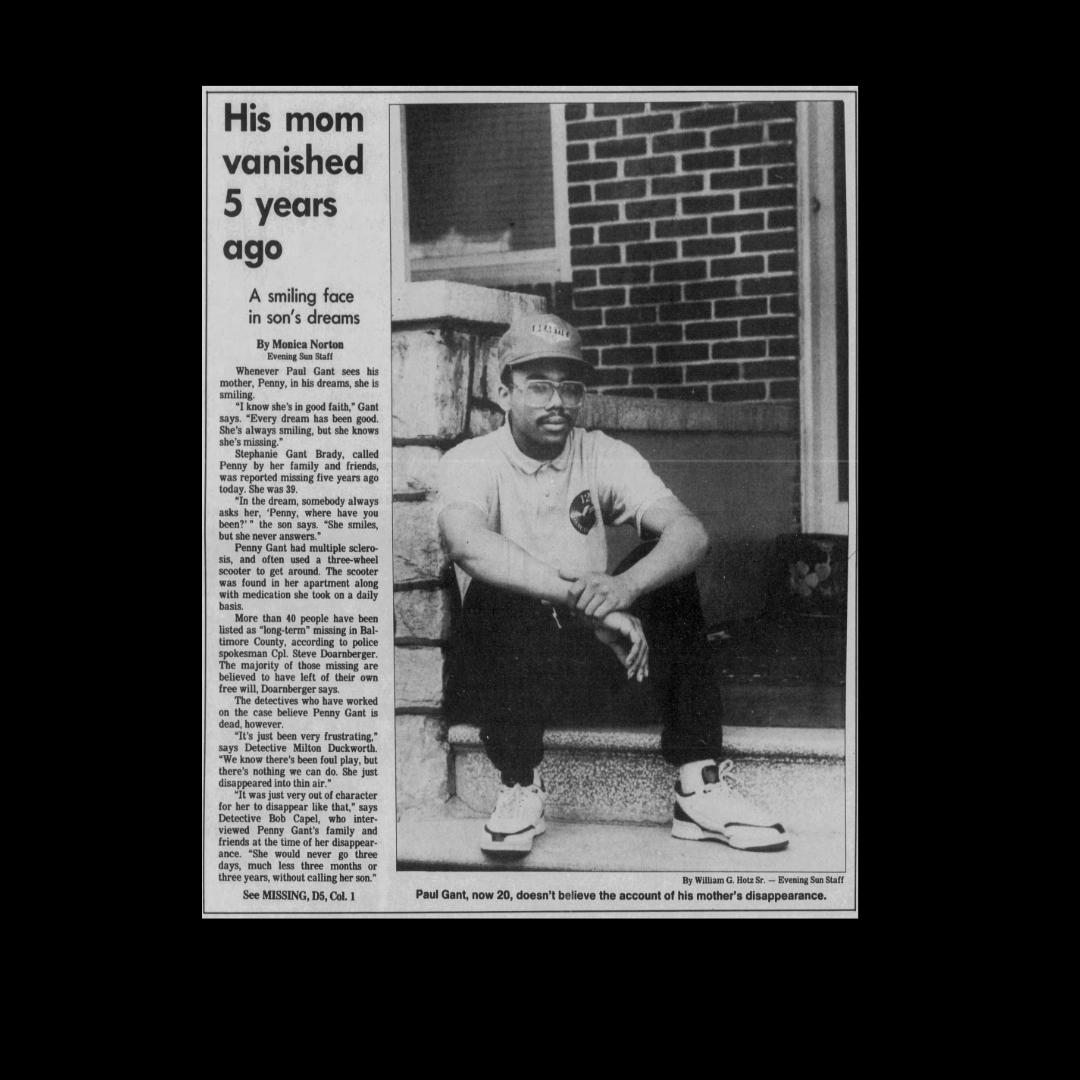 His mom
vanished
5 years
ago
A smiling face
in son's dreams
By Monica Norton
Evening Sun Staff
Whenever Paul Gant sees his
mother, Penny, in his dreams, she is
smiling.
"I know she's in good faith," Gant
says. "Every dream has been good.
She's always smiling, but she knows
she's missing."
Stephanie Gant Brady, called
Penny by her family and friends,
was reported missing five years ago
today. She was 39.
"In the dream, somebody always
asks her, 'Penny, where have you
been?' " the son says. "She smiles,
but she never answers."
Penny Gant had multiple sclero-
sis, and often used a three-wheel
scooter to get around. The scooter
was found in her apartment along
with medication she took on a daily
basis.
More than 40 people have been
listed as "long-term" missing in Bal-
timore County, according to police
spokesman Cpl. Steve Doarnberger.
The majority of those missing are
believed to have left of their own
free will, Doarnberger says.
The detectives who have worked
on the case believe Penny Gant is
dead, however.
"It's just been very frustrating,"
says Detective Milton Duckworth.
"We know there's been foul play, but
there's nothing we can do. She just
disappeared into thin air."
"It was just very out of character
for her to disappear like that," says
Detective Bob Capel, who inter-
viewed Penny Gant's family and
friends at the time of her disappear-
ance. "She would never go three
days, much less three months or
three years, without calling her son."
See MISSING, D5, Col. 1
By William G. Hotz Sr. — Evening Sun Staff
Paul Gant, now 20, doesn't believe the account of his mother's disappearance.